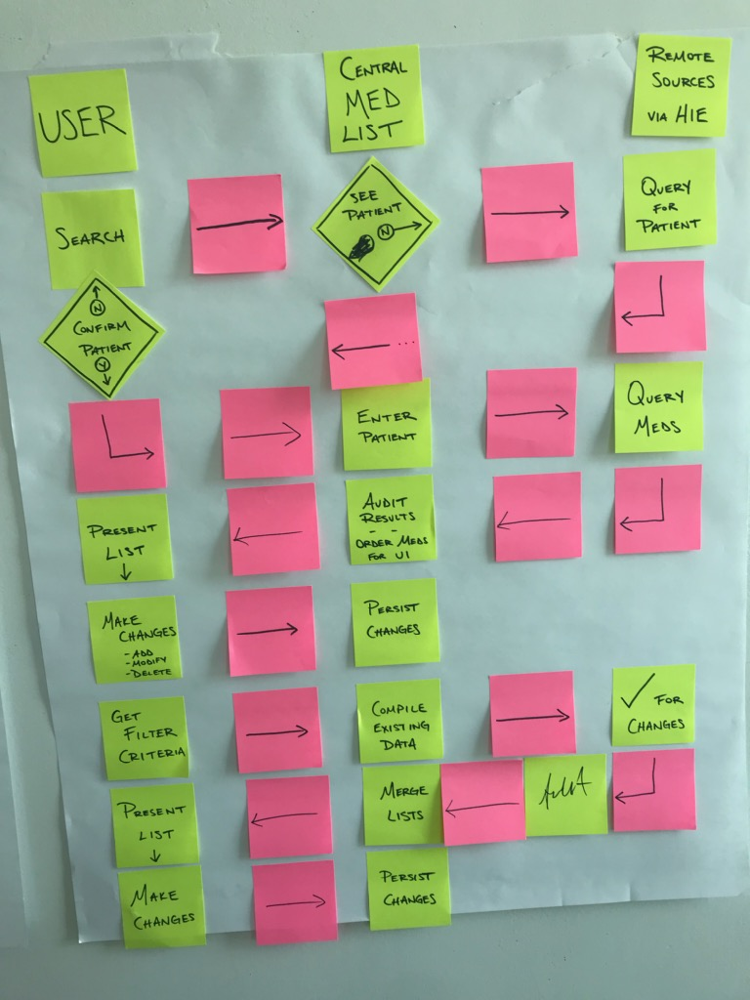 USER
CENTRAL
MED
LIST
REMOTE
SOURCES
VIA HIE
SEARCH
SEE
PATIENT
N
QUERY
FOR
PATIENT
N
CONFIRM
PATIENT
Y
...
ENTER
PATIENT
QUERY
MEDS
PRESENT
LIST
AUDIT
RESULTS
- -
ORDER MEDS
FOR UI
MAKE
CHANGES
- ADD
- MODIFY
- DELETE
PERSIST
CHANGES
GET
FILTER
CRITERIA
COMPILE
EXISTING
DATA
✓ FOR
CHANGES
PRESENT
LIST
MERGE
LISTS
MAKE
CHANGES
PERSIST
CHANGES